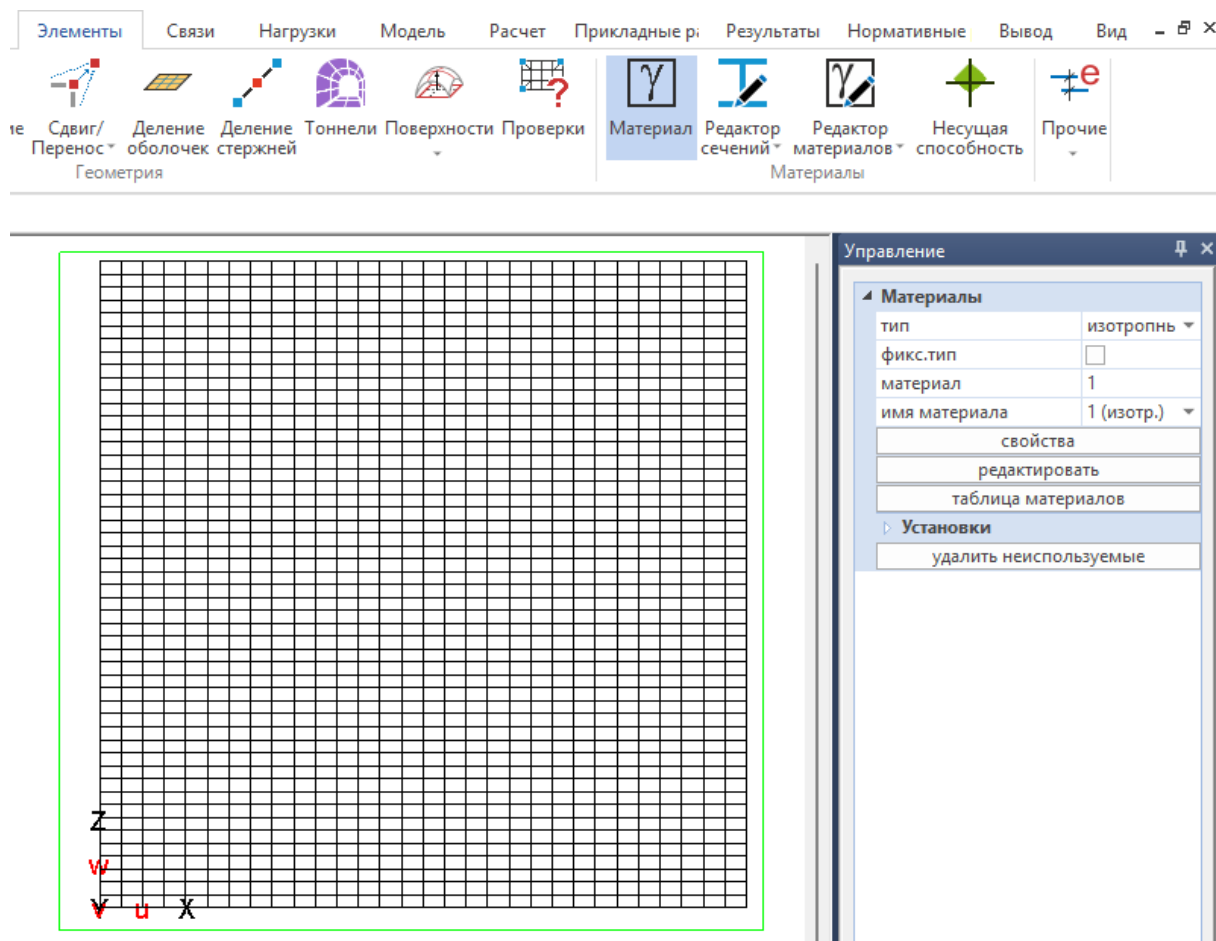 Элементы Связи Нагрузки Модель Расчет Прикладные ра Результаты Нормативные Вывод Вид
ие Сдвиг/ Деление Деление Тоннели Поверхности Проверки Материал Редактор Редактор Несущая Прочие
Перенос оболочек стержней сечений материалов способность
Геометрия Материалы
Управление
Материалы
тип изотропнь
фикс.тип
материал 1
имя материала 1 (изотр.)
свойства
редактировать
таблица материалов
Установки
удалить неиспользуемые
Z
w
Y u X